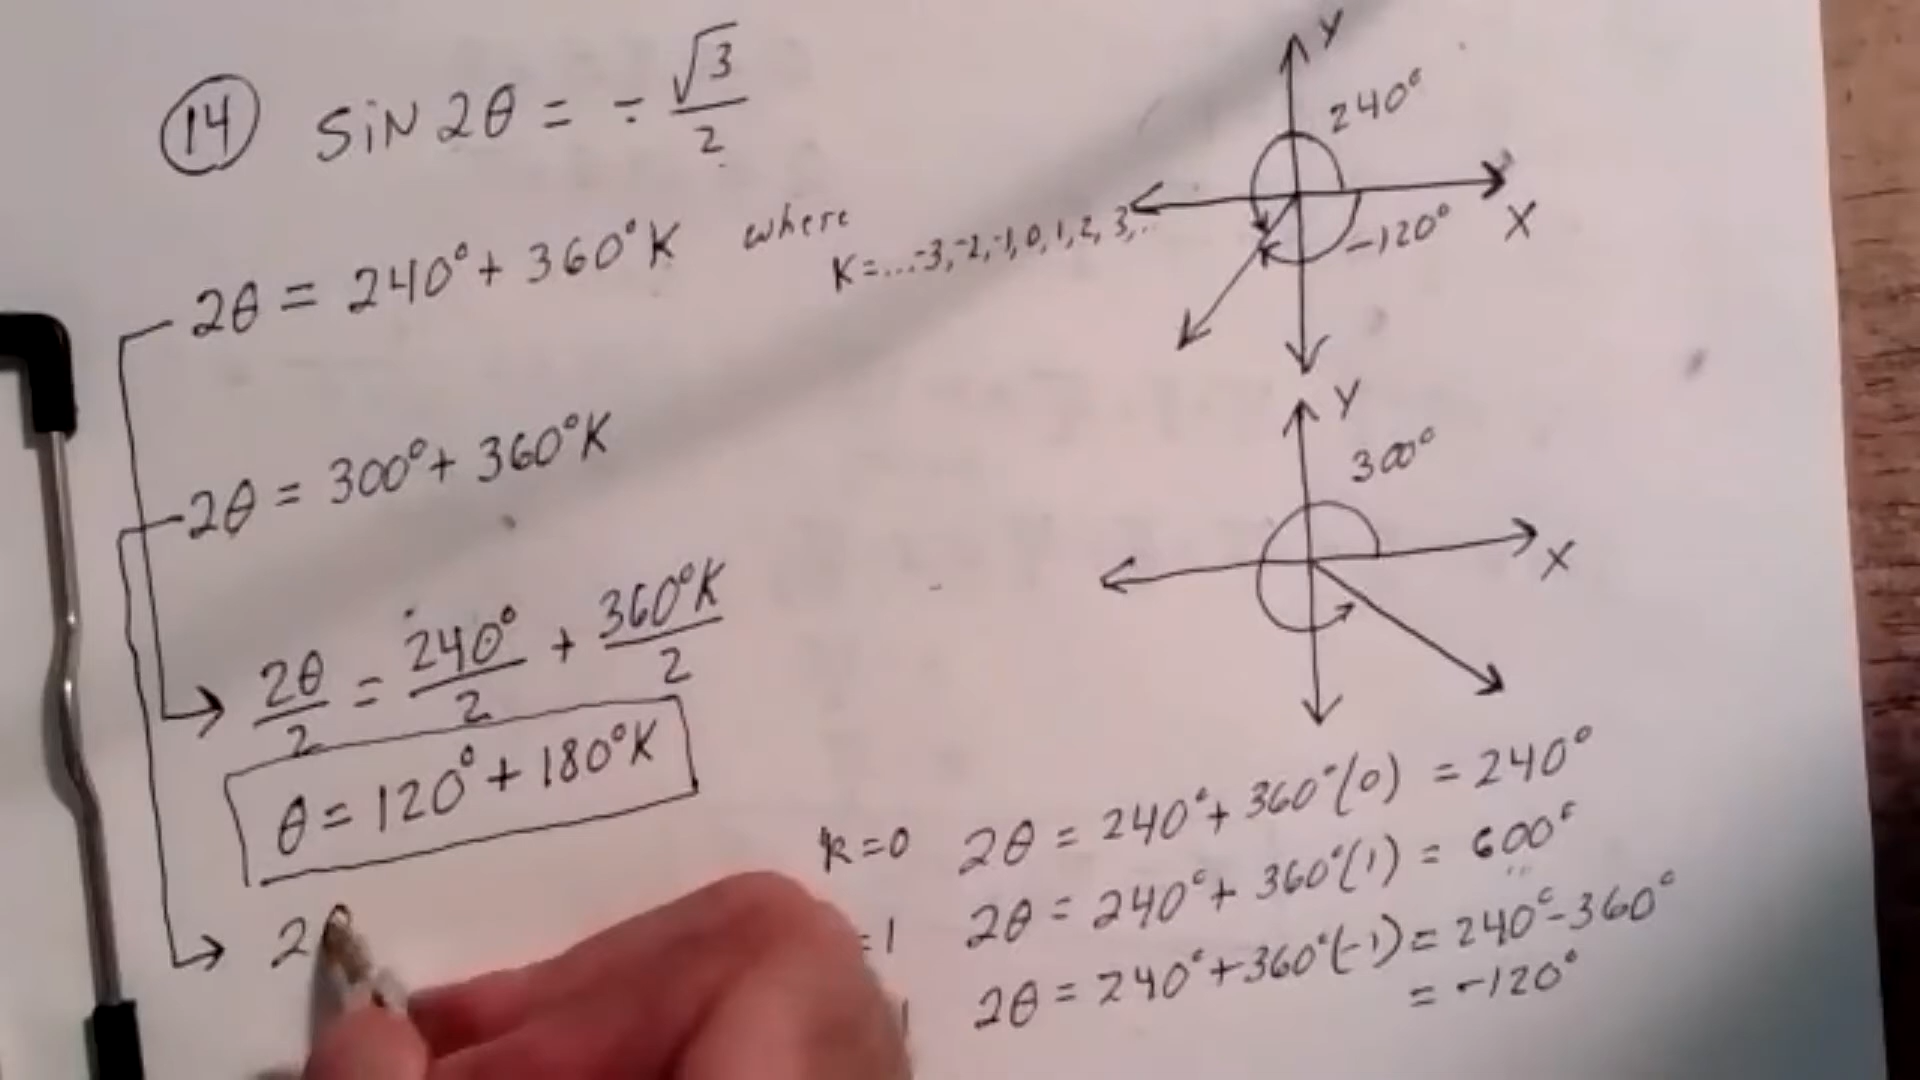 14 SiN 2θ = - √3/2
2θ = 240° + 360°K where
K = ...-3, -2, -1, 0, 1, 2, 3, ..
2θ = 300° + 360°K
2θ/2 = 240°/2 + 360°K/2
θ = 120° + 180°K
2θ
Y
240°
-120°
X
Y
300°
X
K=0 2θ = 240° + 360°(0) = 240°
=1 2θ = 240° + 360°(1) = 600°
1 2θ = 240° + 360°(-1) = 240° - 360°
= -120°